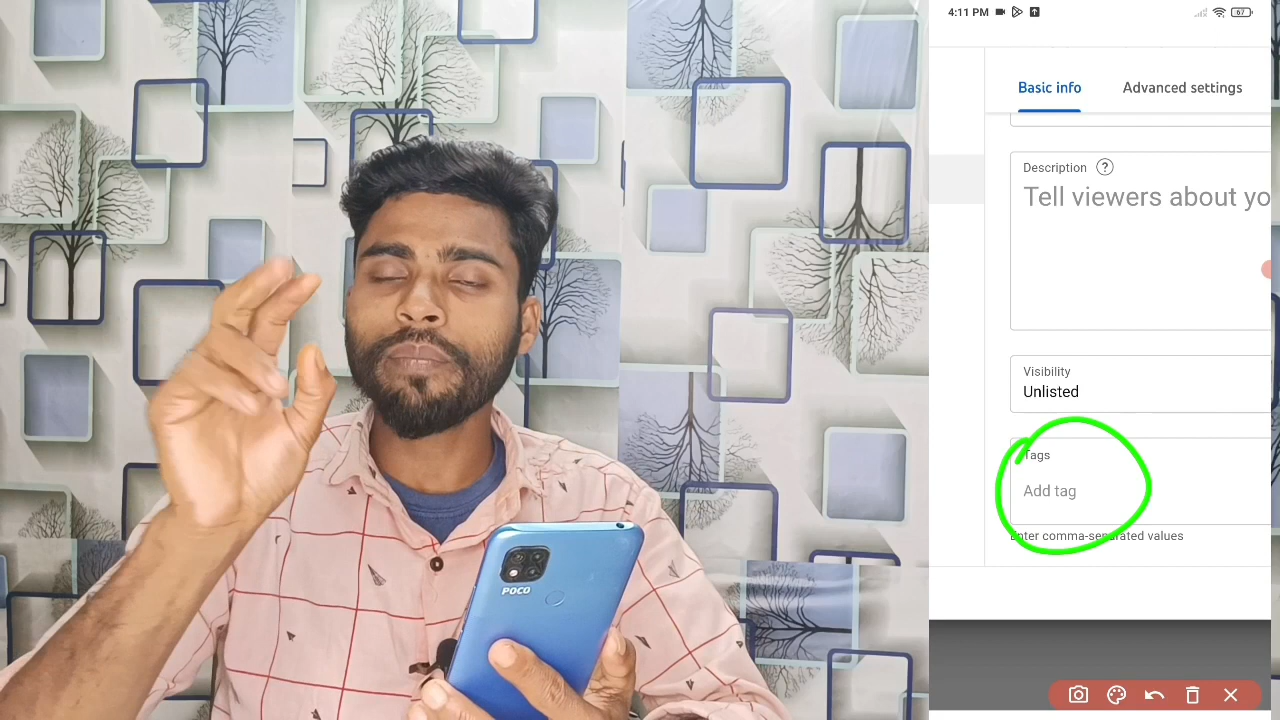 4:11 PM
67
Basic info Advanced settings
Description ?
Tell viewers about yo
Visibility
Unlisted
Tags
Add tag
Enter comma-separated values
POCO